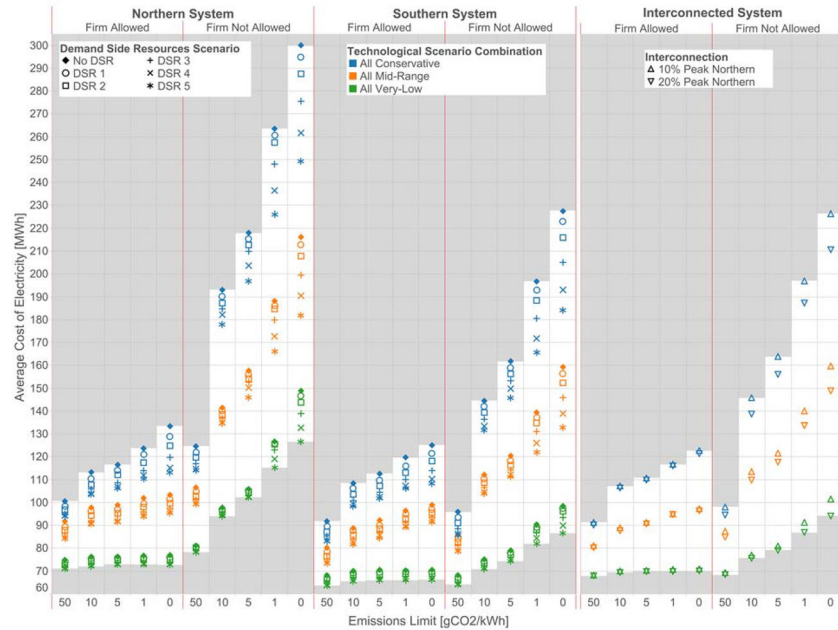 Northern System Southern System Interconnected System
Firm Allowed Firm Not Allowed Firm Allowed Firm Not Allowed Firm Allowed Firm Not Allowed
Demand Side Resources Scenario
No DSR DSR 3
DSR 1 DSR 4
DSR 2 DSR 5
Technological Scenario Combination
All Conservative
All Mid-Range
All Very-Low
Interconnection
10% Peak Northern
20% Peak Northern
Average Cost of Electricity [MWh]
300
290
280
270
260
250
240
230
220
210
200
190
180
170
160
150
140
130
120
110
100
90
80
70
60
50 10 5 1 0 50 10 5 1 0 50 10 5 1 0 50 10 5 1 0 50 10 5 1 0 50 10 5 1 0
Emissions Limit [gCO2/kWh]